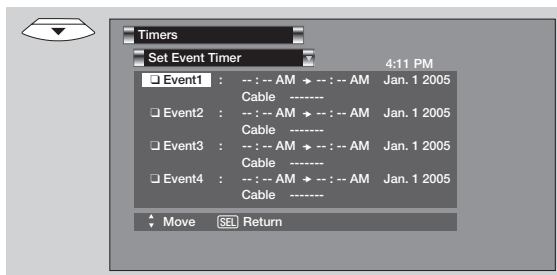 Timers
Set Event Timer
4:11 PM
❏ Event1 : -- : -- AM ➔ -- : -- AM Jan. 1 2005
Cable -------
❏ Event2 : -- : -- AM ➔ -- : -- AM Jan. 1 2005
Cable -------
❏ Event3 : -- : -- AM ➔ -- : -- AM Jan. 1 2005
Cable -------
❏ Event4 : -- : -- AM ➔ -- : -- AM Jan. 1 2005
Cable -------
Move SEL Return